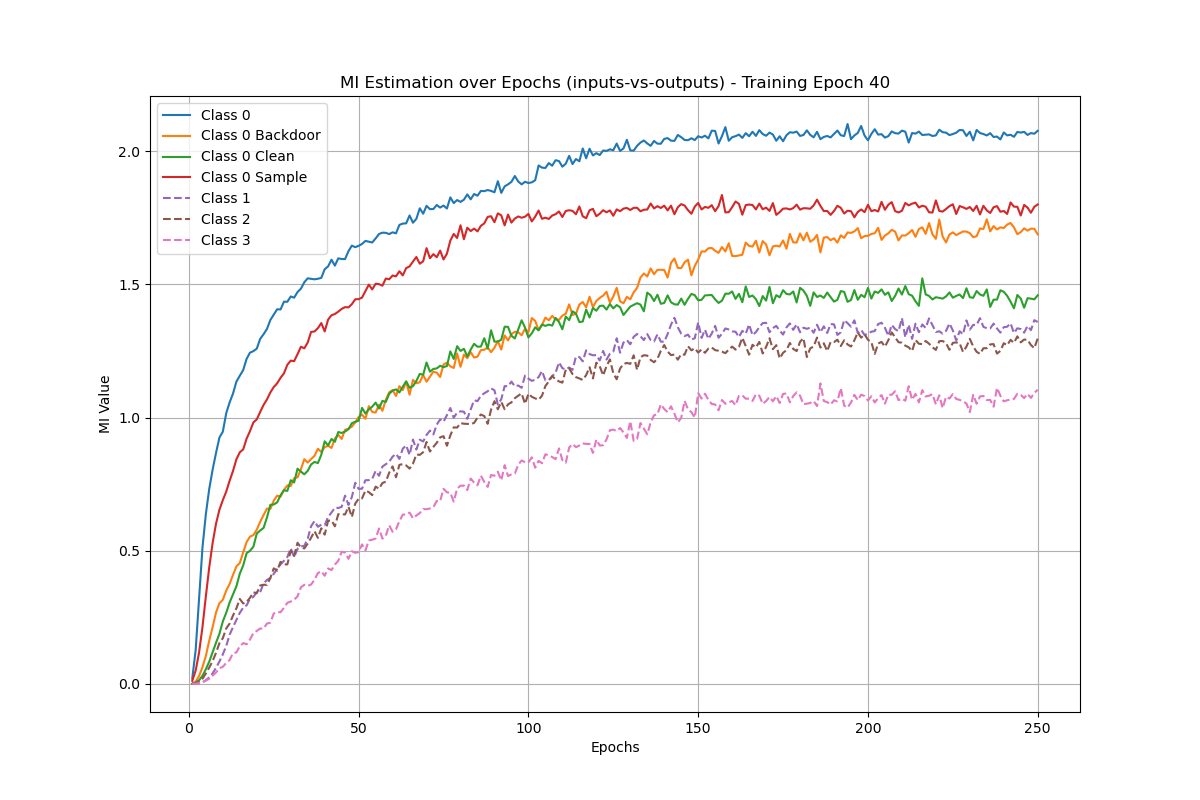 MI Estimation over Epochs (inputs-vs-outputs) - Training Epoch 40
Class 0
Class 0 Backdoor
Class 0 Clean
Class 0 Sample
Class 1
Class 2
Class 3
MI Value
2.0
1.5
1.0
0.5
0.0
0 50 100 150 200 250
Epochs